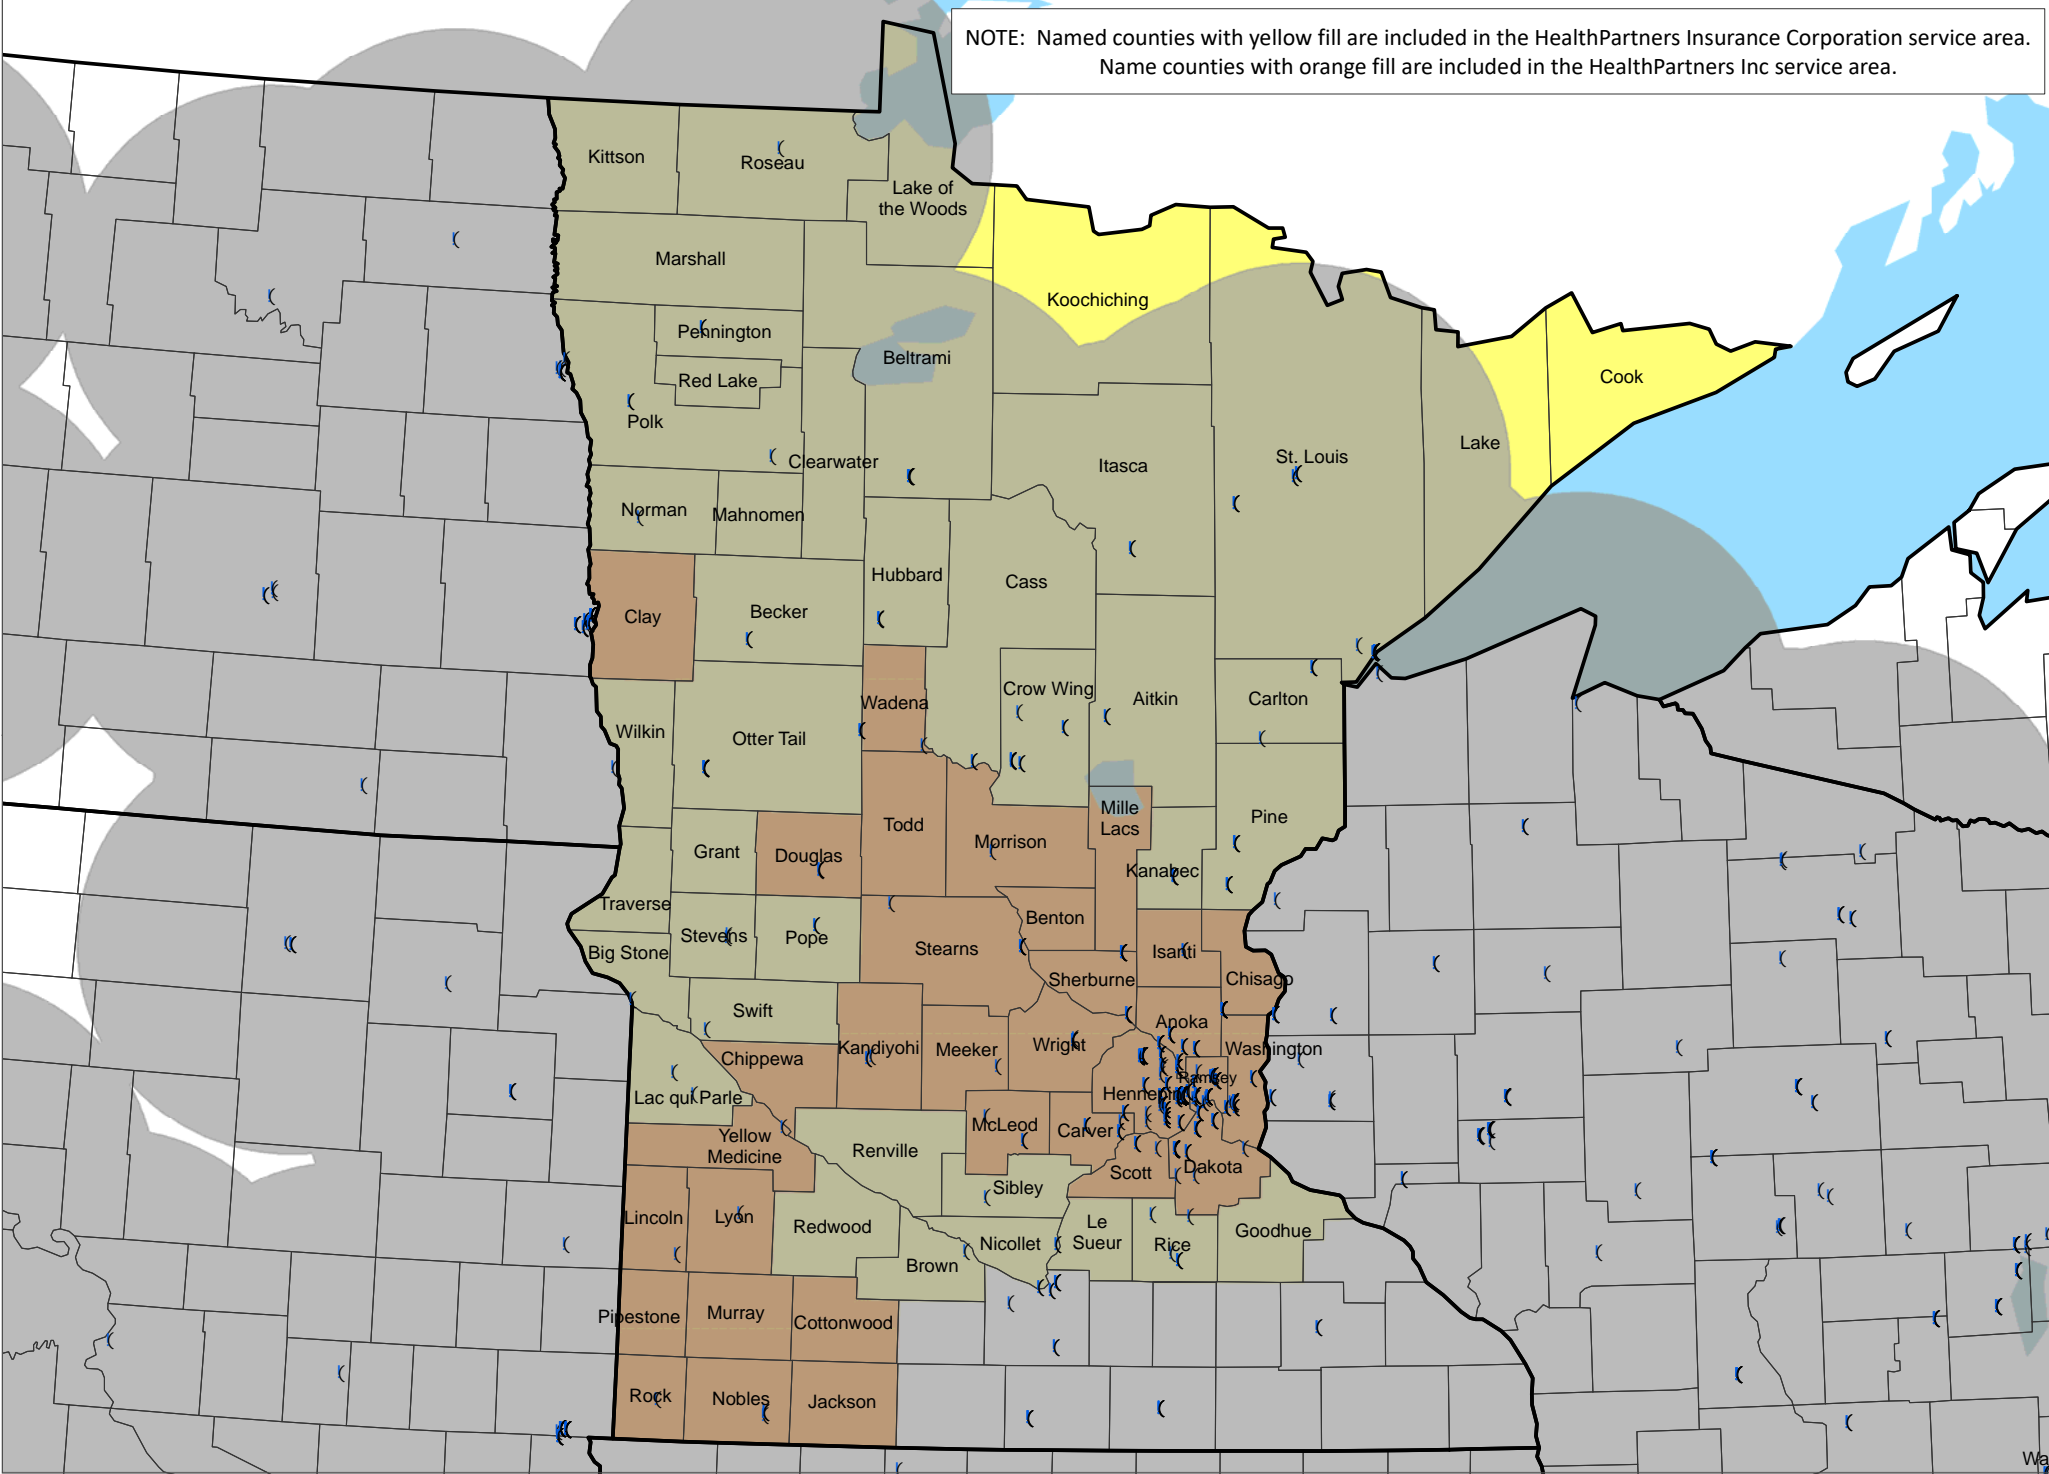 NOTE: Named counties with yellow fill are included in the HealthPartners Insurance Corporation service area.
Name counties with orange fill are included in the HealthPartners Inc service area.
Kittson
Roseau
Lake of
the Woods
Marshall
Koochiching
Pennington
Beltrami
Red Lake
Cook
Polk
Lake
Clearwater
Itasca
St. Louis
Norman
Mahnomen
Hubbard
Cass
Clay
Becker
Wadena
Crow Wing
Aitkin
Carlton
Wilkin
Otter Tail
Mille
Lacs
Pine
Todd
Morrison
Grant
Douglas
Kanabec
Traverse
Benton
Stevens
Pope
Stearns
Isanti
Big Stone
Sherburne
Chisago
Swift
Anoka
Chippewa
Kandiyohi
Meeker
Wright
Washington
Ramsey
Hennepin
Lac qui Parle
McLeod
Carver
Yellow
Medicine
Renville
Scott
Dakota
Sibley
Lincoln
Lyon
Redwood
Le
Sueur
Goodhue
Nicollet
Rice
Brown
Pipestone
Murray
Cottonwood
Rock
Nobles
Jackson
Wa